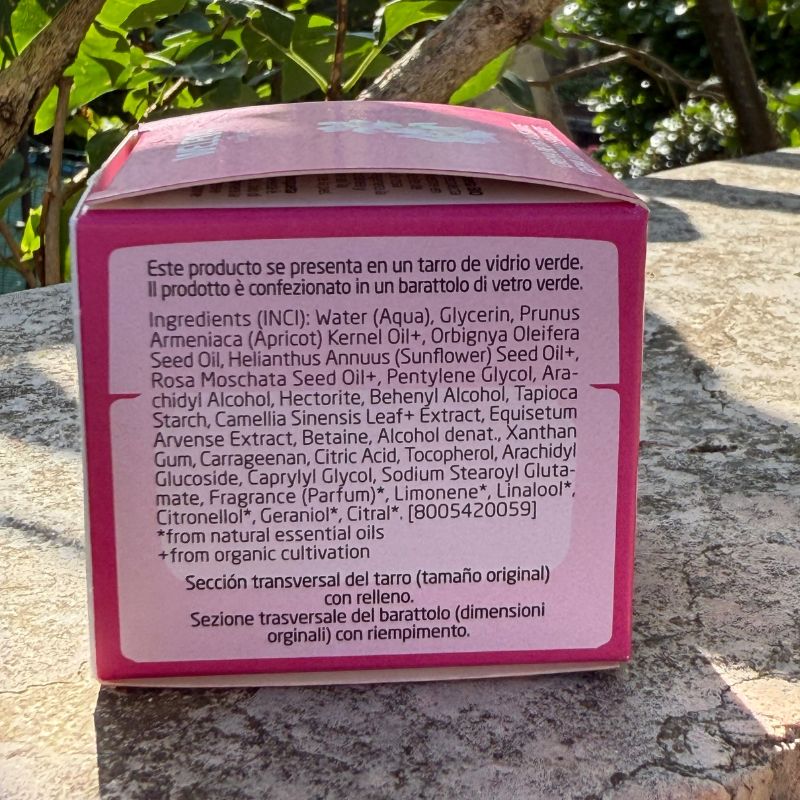 Este producto se presenta en un tarro de vidrio verde.
Il prodotto è confezionato in un barattolo di vetro verde.
Ingredients (INCI): Water (Aqua), Glycerin, Prunus
Armeniaca (Apricot) Kernel Oil+, Orbignya Oleifera
Seed Oil, Helianthus Annuus (Sunflower) Seed Oil+,
Rosa Moschata Seed Oil+, Pentylene Glycol, Ara-
chidyl Alcohol, Hectorite, Behenyl Alcohol, Tapioca
Starch, Camellia Sinensis Leaf+ Extract, Equisetum
Arvense Extract, Betaine, Alcohol denat., Xanthan
Gum, Carrageenan, Citric Acid, Tocopherol, Arachidyl
Glucoside, Caprylyl Glycol, Sodium Stearoyl Gluta-
mate, Fragrance (Parfum)*, Limonene*, Linalool*,
Citronellol*, Geraniol*, Citral*. [8005420059]
*from natural essential oils
+from organic cultivation
Sección transversal del tarro (tamaño original)
con relleno.
Sezione trasversale del barattolo (dimensioni
orginali) con riempimento.